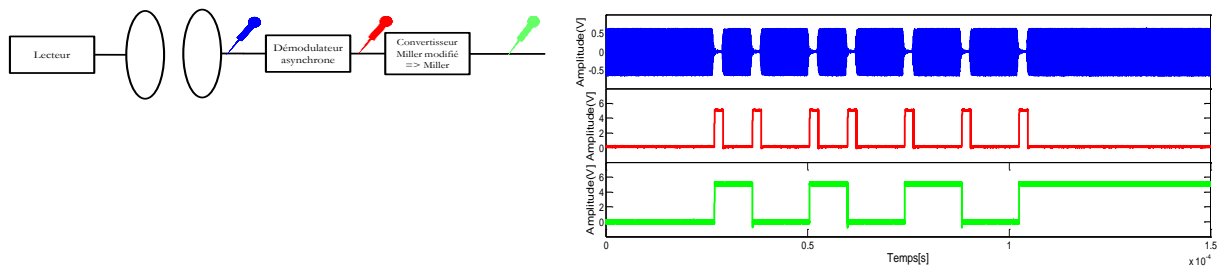 Lecteur
Démodulateur
asynchrone
Convertisseur
Miller modifié
=> Miller
Amplitude(V)
0.5
0
-0.5
Amplitude(V)
6
4
2
0
Amplitude(V)
6
4
2
0
0
0.5
1
1.5
Temps[s]
x 10⁻⁴